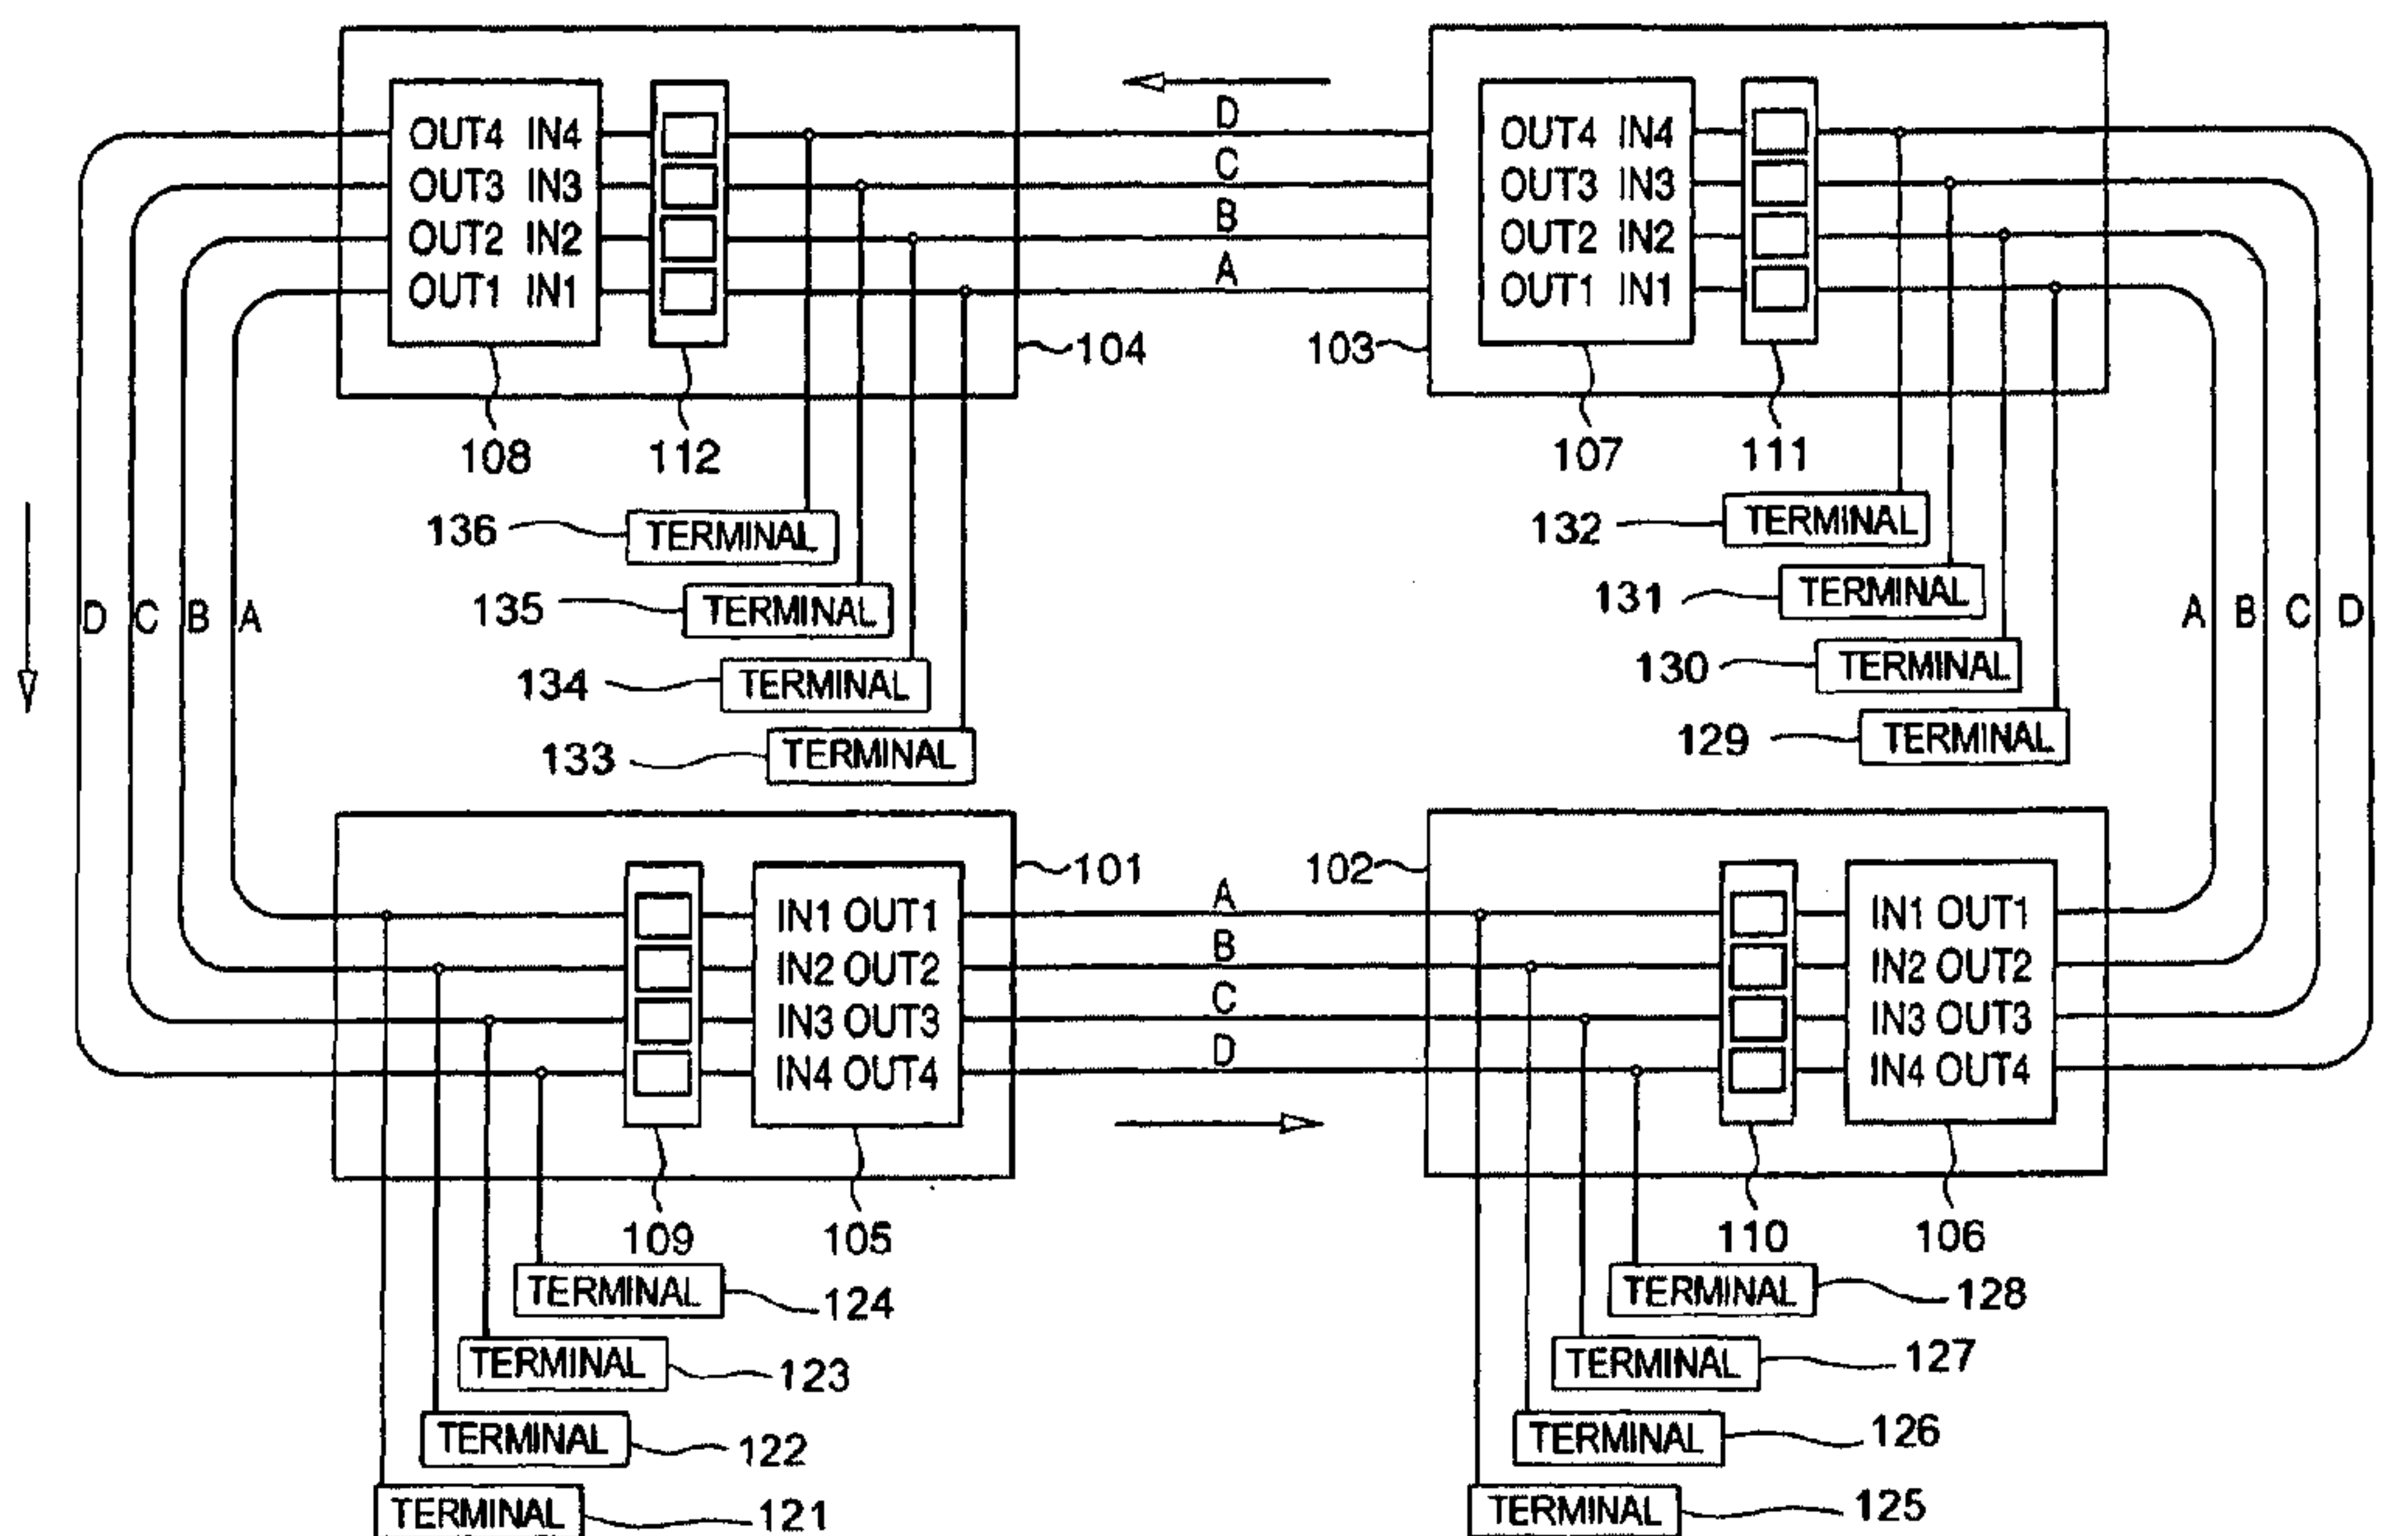 D
OUT4 IN4
OUT3 IN3
OUT2 IN2
OUT1 IN1
C
B
A
OUT4 IN4
OUT3 IN3
OUT2 IN2
OUT1 IN1
104
103
108
112
107
111
136
TERMINAL
132
TERMINAL
135
TERMINAL
131
TERMINAL
D C B A
A B C D
134
TERMINAL
130
TERMINAL
133
TERMINAL
129
TERMINAL
101
102
A
B
C
D
IN1 OUT1
IN2 OUT2
IN3 OUT3
IN4 OUT4
IN1 OUT1
IN2 OUT2
IN3 OUT3
IN4 OUT4
109
105
110
106
TERMINAL
124
TERMINAL
128
TERMINAL
123
TERMINAL
127
TERMINAL
122
TERMINAL
126
TERMINAL
121
TERMINAL
125